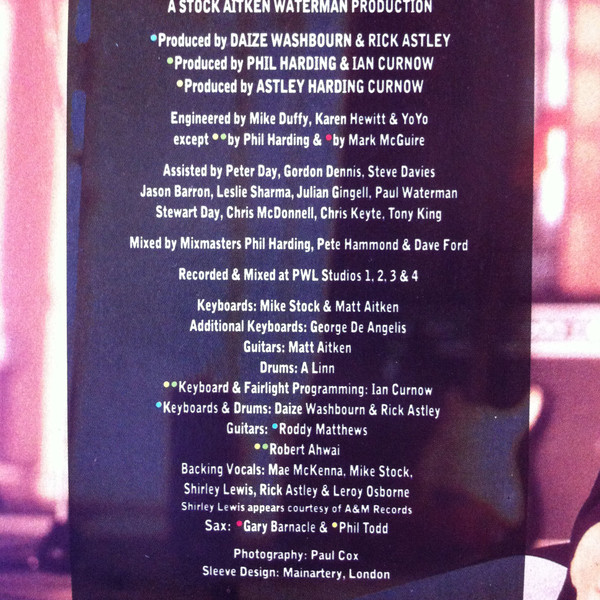 A STOCK AITKEN WATERMAN PRODUCTION
•Produced by DAIZE WASHBOURN & RICK ASTLEY
•Produced by PHIL HARDING & IAN CURNOW
•Produced by ASTLEY HARDING CURNOW
Engineered by Mike Duffy, Karen Hewitt & YoYo
except ••by Phil Harding & •by Mark McGuire
Assisted by Peter Day, Gordon Dennis, Steve Davies
Jason Barron, Leslie Sharma, Julian Gingell, Paul Waterman
Stewart Day, Chris McDonnell, Chris Keyte, Tony King
Mixed by Mixmasters Phil Harding, Pete Hammond & Dave Ford
Recorded & Mixed at PWL Studios 1, 2, 3 & 4
Keyboards: Mike Stock & Matt Aitken
Additional Keyboards: George De Angelis
Guitars: Matt Aitken
Drums: A Linn
••Keyboard & Fairlight Programming: Ian Curnow
•Keyboards & Drums: Daize Washbourn & Rick Astley
Guitars: •Roddy Matthews
••Robert Ahwai
Backing Vocals: Mae McKenna, Mike Stock,
Shirley Lewis, Rick Astley & Leroy Osborne
Shirley Lewis appears courtesy of A&M Records
Sax: •Gary Barnacle & •Phil Todd
Photography: Paul Cox
Sleeve Design: Mainartery, London